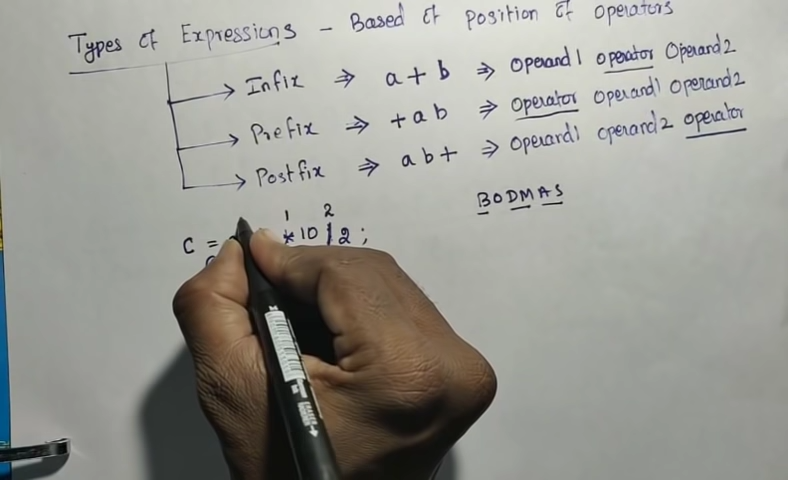 Types of Expressions - Based of Position of Operators
Infix ⇒ a + b ⇒ Operand1 operator Operand2
Prefix ⇒ + a b ⇒ Operator operand1 operand2
Postfix ⇒ a b + ⇒ Operand1 operand2 operator
BODMAS
1 2
C = * 10 / 2 ;